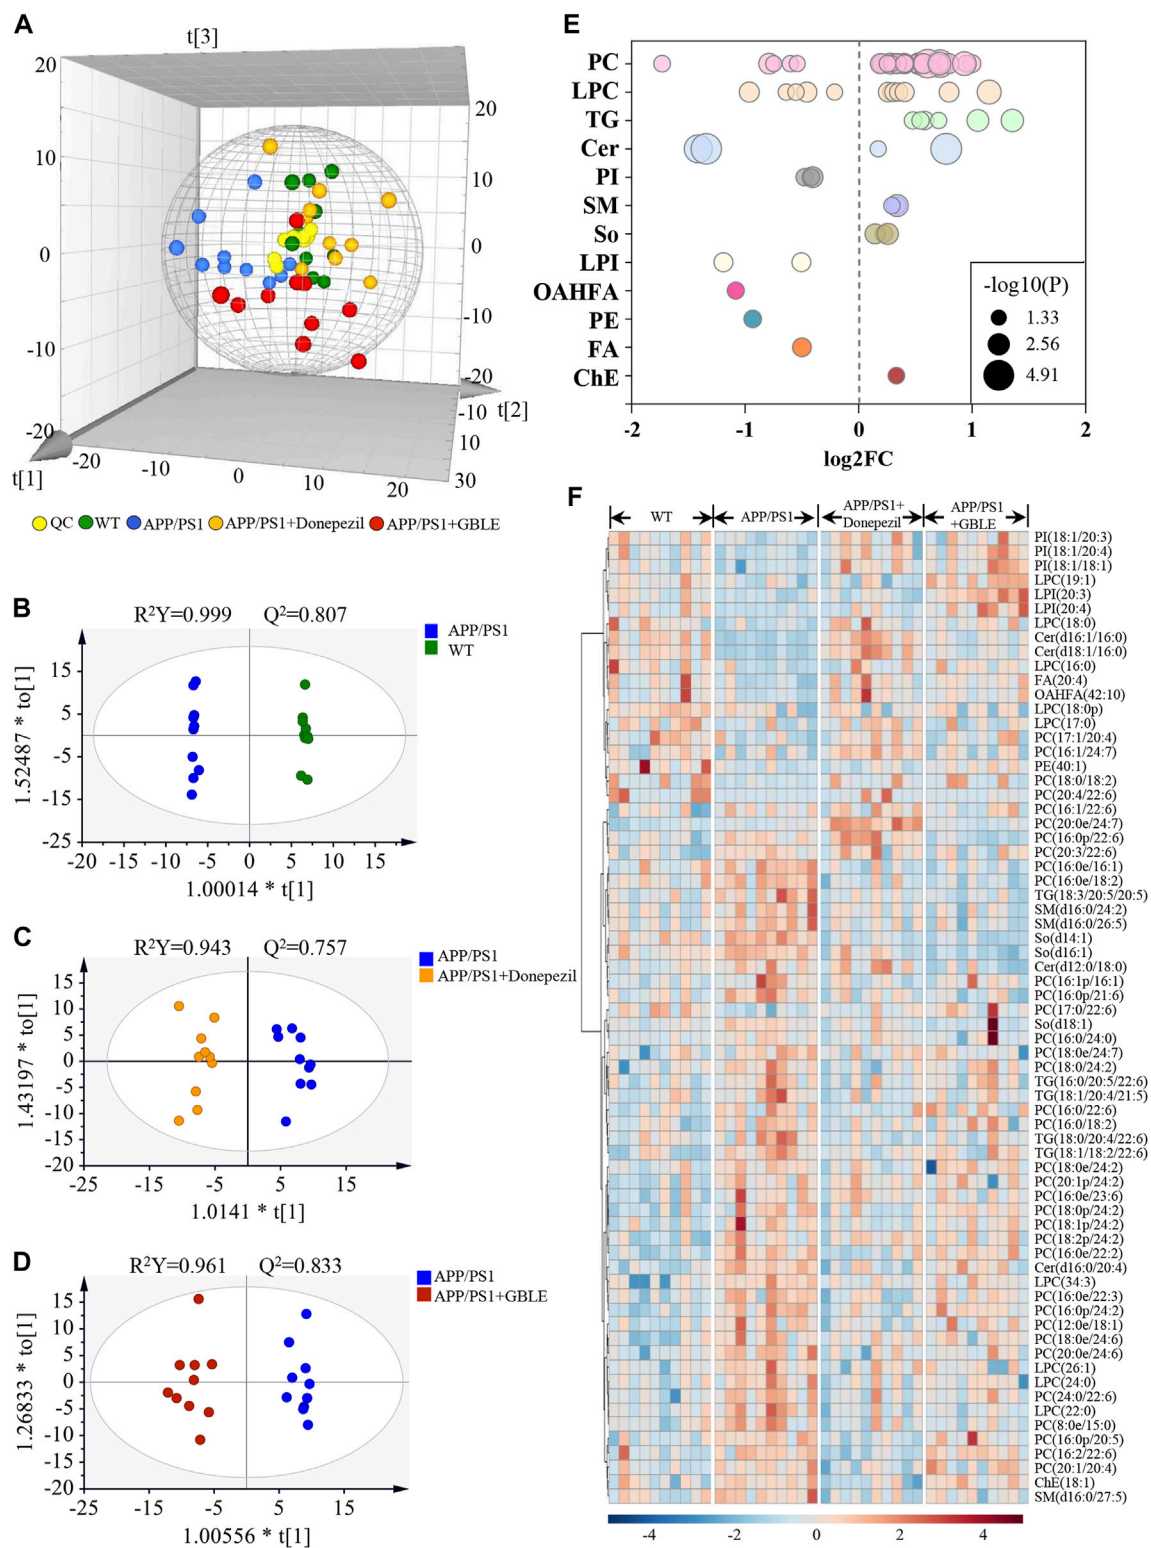 A
t[3]
20
10
0
-10
-20
20
10
0
-10
-20
t[2]
-10
10
30
t[1]
-20
-10
0
10
20
QC
WT
APP/PS1
APP/PS1+Donepezil
APP/PS1+GBLE
B
R²Y=0.999
Q²=0.807
APP/PS1
WT
15
5
-5
-15
-25
-20
-15
-10
-5
0
5
10
15
1.52487 * to[1]
1.00014 * t[1]
C
R²Y=0.943
Q²=0.757
APP/PS1
APP/PS1+Donepezil
15
10
5
0
-5
-10
-15
-20
-25
-15
-5
5
15
1.43197 * to[1]
1.0141 * t[1]
D
R²Y=0.961
Q²=0.833
APP/PS1
APP/PS1+GBLE
15
10
5
0
-5
-10
-15
-20
-25
-15
-5
5
15
1.26833 * to[1]
1.00556 * t[1]
E
PC
LPC
TG
Cer
PI
SM
So
LPI
OAHFA
PE
FA
ChE
-2
-1
0
1
2
log2FC
-log10(P)
1.33
2.56
4.91
F
WT
APP/PS1
APP/PS1+
Donepezil
APP/PS1
+GBLE
PI(18:1/20:3)
PI(18:1/20:4)
PI(18:1/18:1)
LPC(19:1)
LPI(20:3)
LPI(20:4)
LPC(18:0)
Cer(d16:1/16:0)
Cer(d18:1/16:0)
LPC(16:0)
FA(20:4)
OAHFA(42:10)
LPC(18:0p)
LPC(17:0)
PC(17:1/20:4)
PC(16:1/24:7)
PE(40:1)
PC(18:0/18:2)
PC(20:4/22:6)
PC(16:1/22:6)
PC(20:0e/24:7)
PC(16:0p/22:6)
PC(20:3/22:6)
PC(16:0e/16:1)
PC(16:0e/18:2)
TG(18:3/20:5/20:5)
SM(d16:0/24:2)
SM(d16:0/26:5)
So(d14:1)
So(d16:1)
Cer(d12:0/18:0)
PC(16:1p/16:1)
PC(16:0p/21:6)
PC(17:0/22:6)
So(d18:1)
PC(16:0/24:0)
PC(18:0e/24:7)
PC(18:0/24:2)
TG(16:0/20:5/22:6)
TG(18:1/20:4/21:5)
PC(16:0/22:6)
PC(16:0/18:2)
TG(18:0/20:4/22:6)
TG(18:1/18:2/22:6)
PC(18:0e/24:2)
PC(20:1p/24:2)
PC(16:0e/23:6)
PC(18:0p/24:2)
PC(18:1p/24:2)
PC(18:2p/24:2)
PC(16:0e/22:2)
Cer(d16:0/20:4)
LPC(34:3)
PC(16:0e/22:3)
PC(16:0p/24:2)
PC(12:0e/18:1)
PC(18:0e/24:6)
PC(20:0e/24:6)
LPC(26:1)
LPC(24:0)
PC(24:0/22:6)
LPC(22:0)
PC(8:0e/15:0)
PC(16:0p/20:5)
PC(16:2/22:6)
PC(20:1/20:4)
ChE(18:1)
SM(d16:0/27:5)
-4
-2
0
2
4